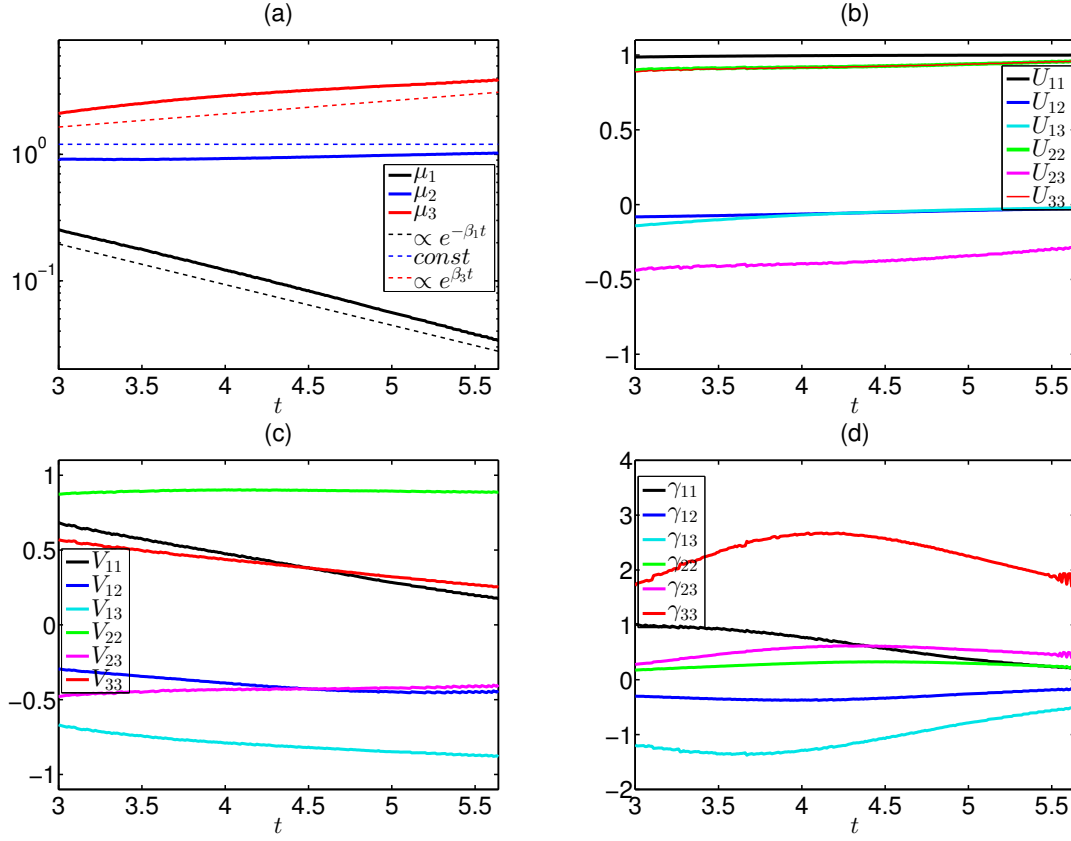 (a)
10⁰
10⁻¹
μ₁
μ₂
μ₃
∝ e^{−β₁t}
const
∝ e^{β₃t}
3 3.5 4 4.5 5 5.5
t
(b)
1
0.5
0
−0.5
−1
U₁₁
U₁₂
U₁₃
U₂₂
U₂₃
U₃₃
3 3.5 4 4.5 5 5.5
t
(c)
1
0.5
0
−0.5
−1
V₁₁
V₁₂
V₁₃
V₂₂
V₂₃
V₃₃
3 3.5 4 4.5 5 5.5
t
(d)
4
3
2
1
0
−1
−2
γ₁₁
γ₁₂
γ₁₃
γ₂₂
γ₂₃
γ₃₃
3 3.5 4 4.5 5 5.5
t